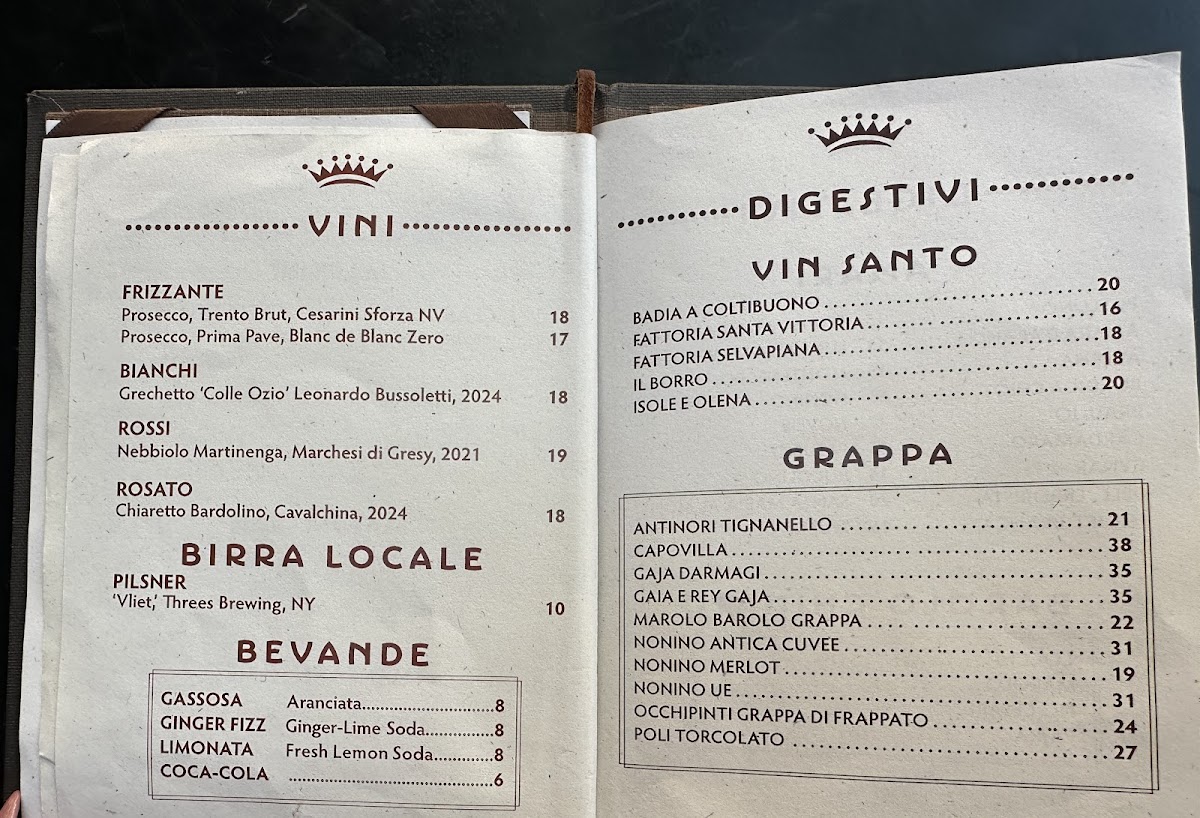 VINI
FRIZZANTE
Prosecco, Trento Brut, Cesarini Sforza NV 18
Prosecco, Prima Pave, Blanc de Blanc Zero 17
BIANCHI
Grechetto ‘Colle Ozio’ Leonardo Bussoletti, 2024 18
ROSSI
Nebbiolo Martinenga, Marchesi di Gresy, 2021 19
ROSATO
Chiaretto Bardolino, Cavalchina, 2024 18
BIRRA LOCALE
PILSNER
‘Vliet,’ Threes Brewing, NY 10
BEVANDE
GASSOSA Aranciata 8
GINGER FIZZ Ginger-Lime Soda 8
LIMONATA Fresh Lemon Soda 8
COCA-COLA 6
DIGESTIVI
VIN SANTO
BADIA A COLTIBUONO 20
FATTORIA SANTA VITTORIA 16
FATTORIA SELVAPIANA 18
IL BORRO 18
ISOLE E OLENA 20
GRAPPA
ANTINORI TIGNANELLO 21
CAPOVILLA 38
GAJA DARMAGI 35
GAIA E REY GAJA 35
MAROLO BAROLO GRAPPA 22
NONINO ANTICA CUVEE 31
NONINO MERLOT 19
NONINO UE 31
OCCHIPINTI GRAPPA DI FRAPPATO 24
POLI TORCOLATO 27